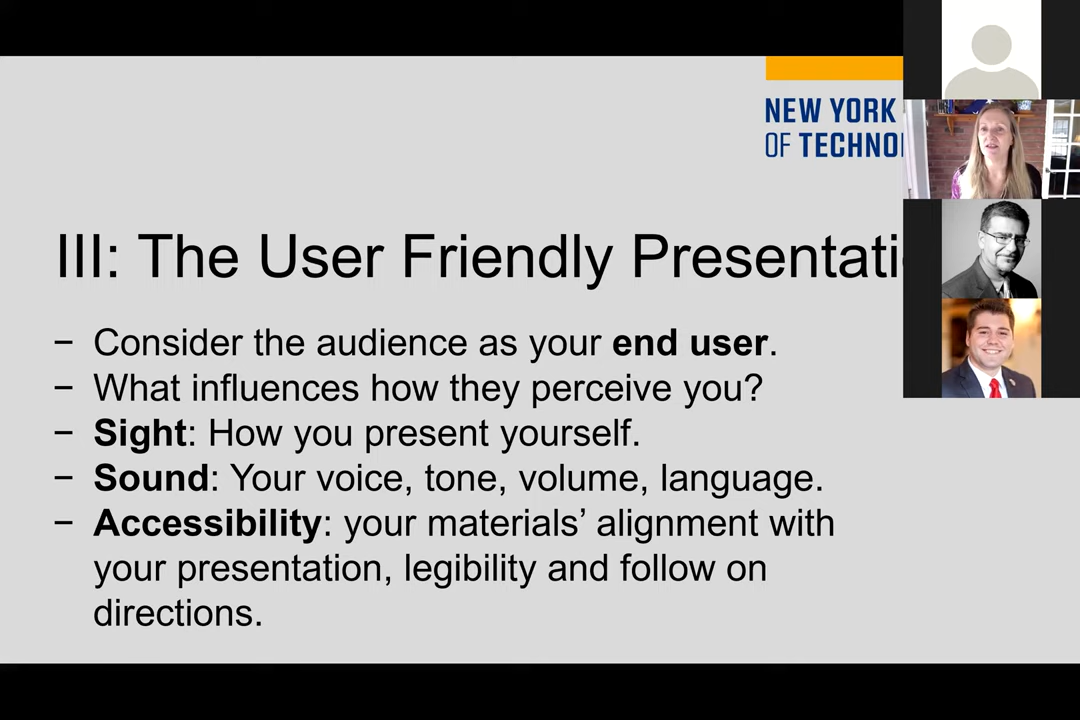 NEW YORK
OF TECHNO
III: The User Friendly Presentati
− Consider the audience as your end user.
− What influences how they perceive you?
− Sight: How you present yourself.
− Sound: Your voice, tone, volume, language.
− Accessibility: your materials’ alignment with
your presentation, legibility and follow on
directions.